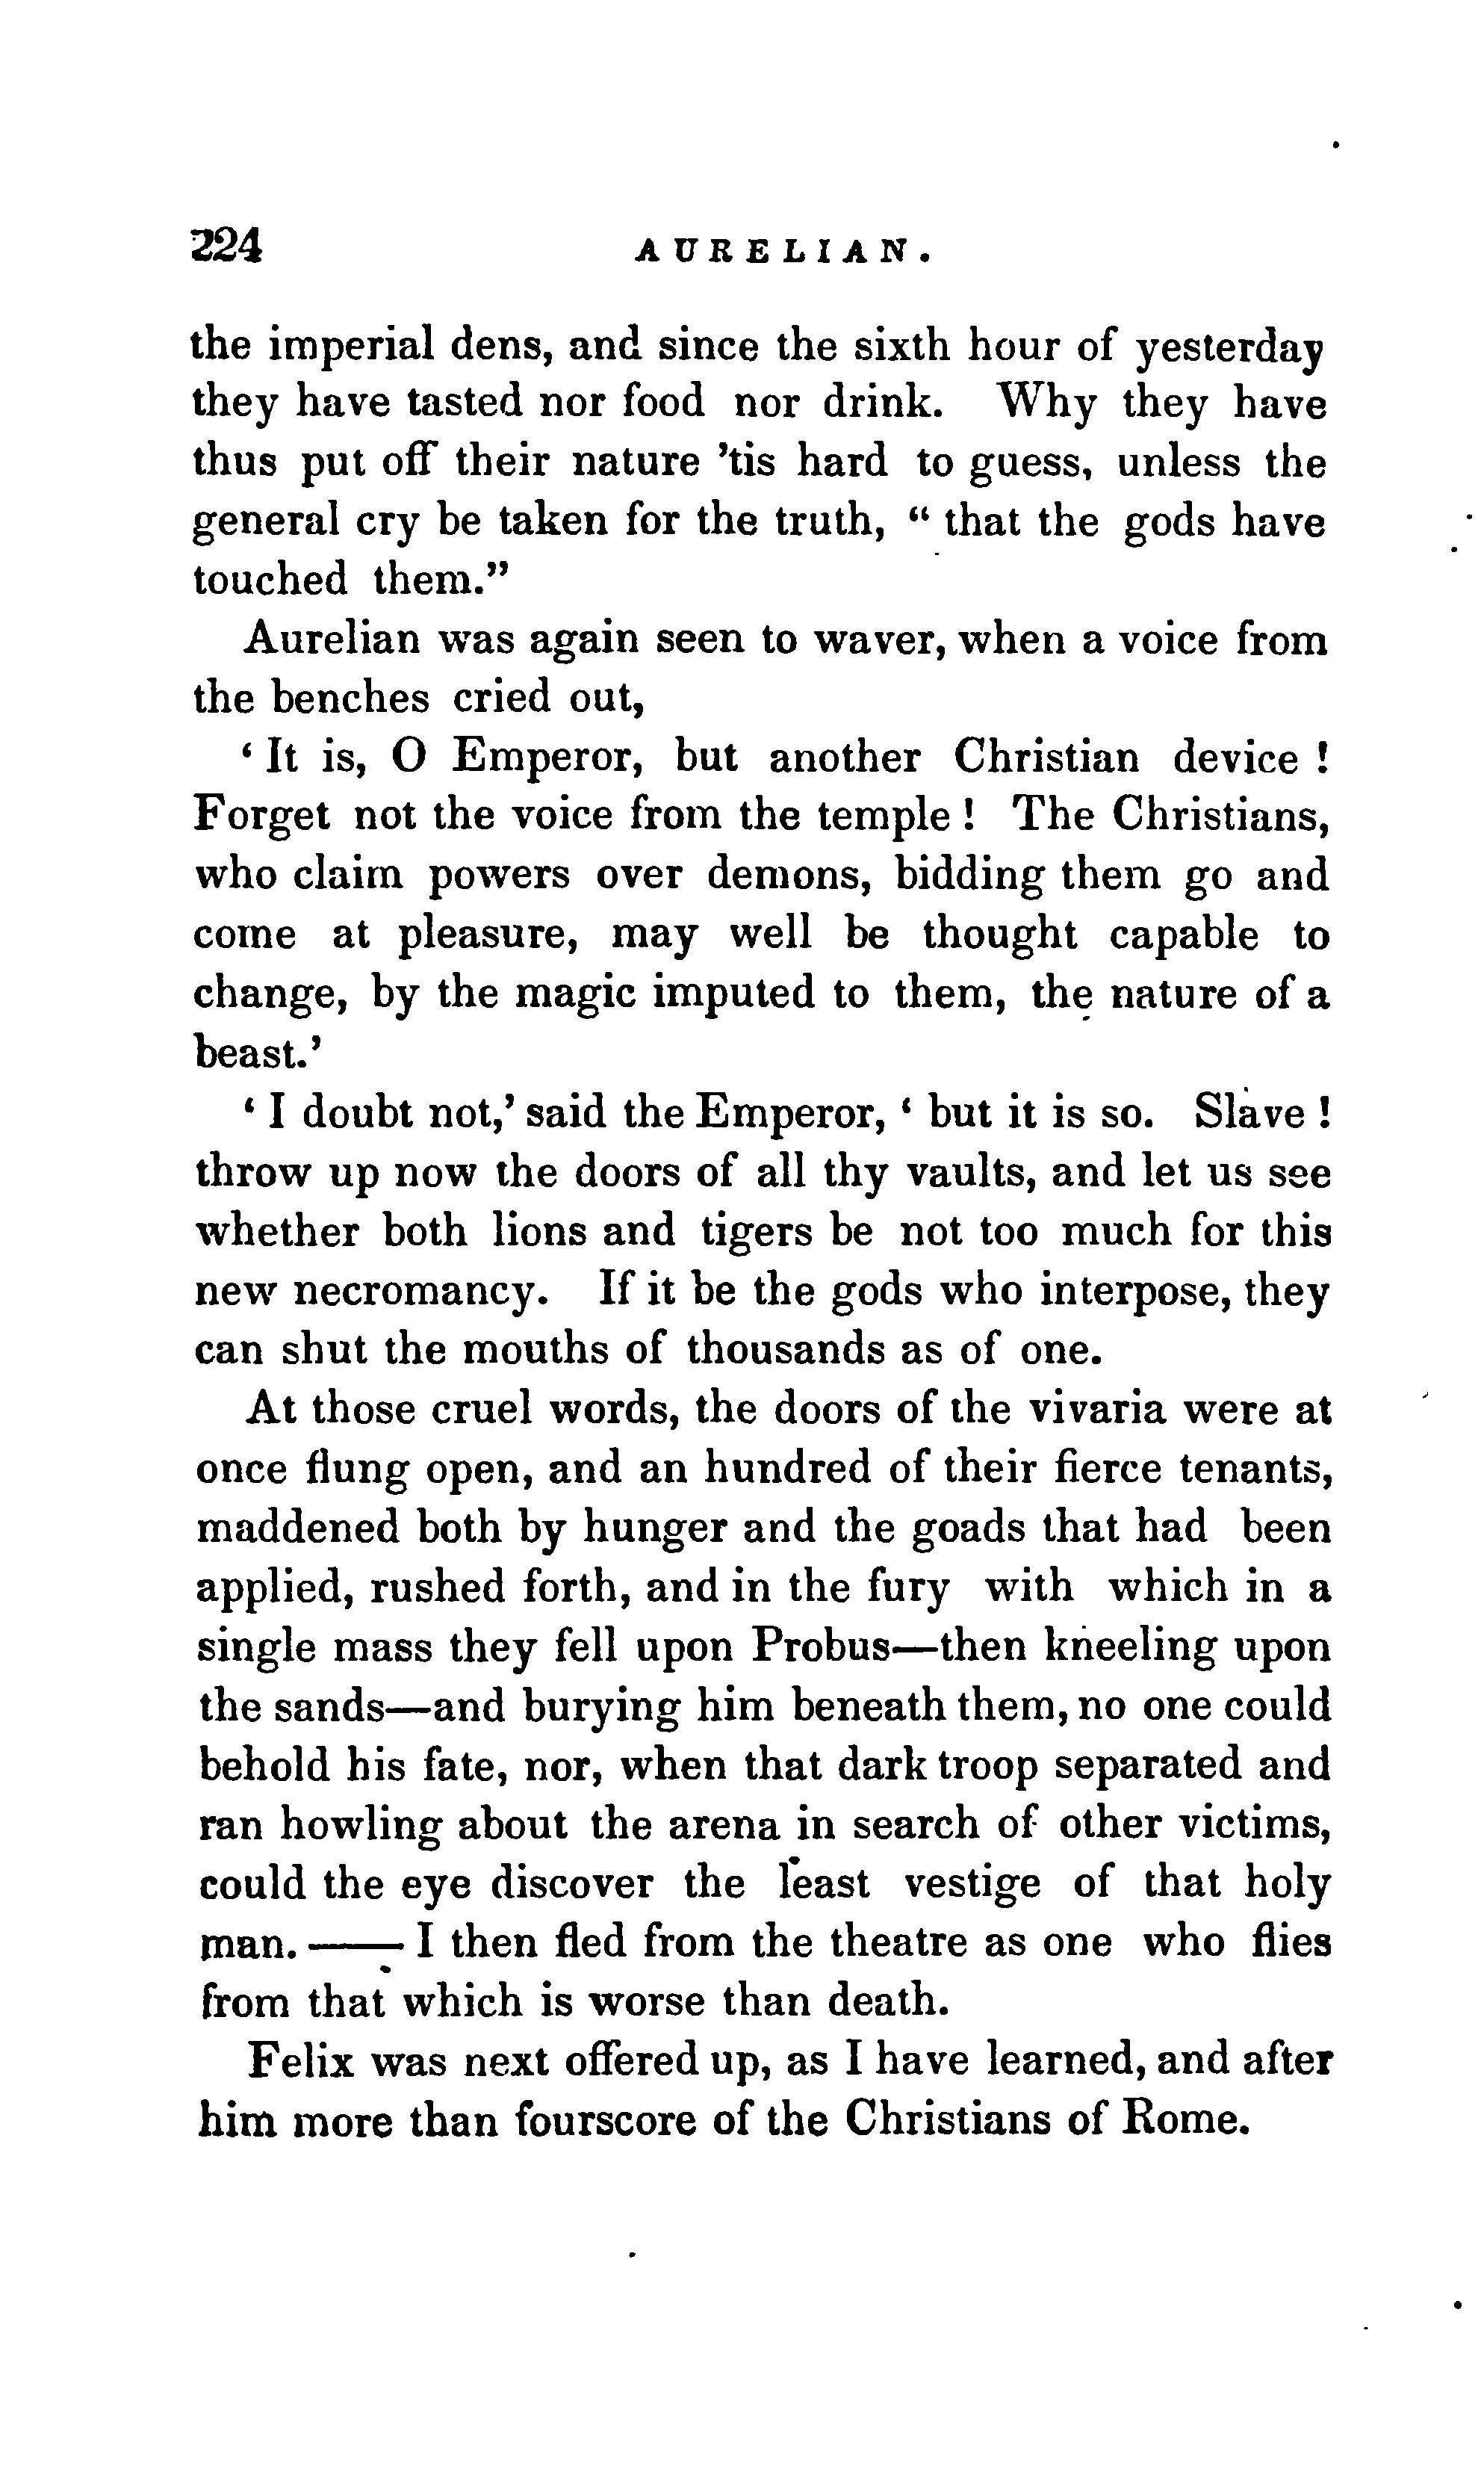 224 AURELIAN.
the imperial dens, and since the sixth hour of yesterday
they have tasted nor food nor drink. Why they have
thus put off their nature 'tis hard to guess, unless the
general cry be taken for the truth, “ that the gods have
touched them.”
Aurelian was again seen to waver, when a voice from
the benches cried out,
‘ It is, O Emperor, but another Christian device !
Forget not the voice from the temple ! The Christians,
who claim powers over demons, bidding them go and
come at pleasure, may well be thought capable to
change, by the magic imputed to them, the nature of a
beast.’
‘ I doubt not,’ said the Emperor, ‘ but it is so. Slave !
throw up now the doors of all thy vaults, and let us see
whether both lions and tigers be not too much for this
new necromancy. If it be the gods who interpose, they
can shut the mouths of thousands as of one.
At those cruel words, the doors of the vivaria were at
once flung open, and an hundred of their fierce tenants,
maddened both by hunger and the goads that had been
applied, rushed forth, and in the fury with which in a
single mass they fell upon Probus—then kneeling upon
the sands—and burying him beneath them, no one could
behold his fate, nor, when that dark troop separated and
ran howling about the arena in search of other victims,
could the eye discover the least vestige of that holy
man. —— I then fled from the theatre as one who flies
from that which is worse than death.
Felix was next offered up, as I have learned, and after
him more than fourscore of the Christians of Rome.